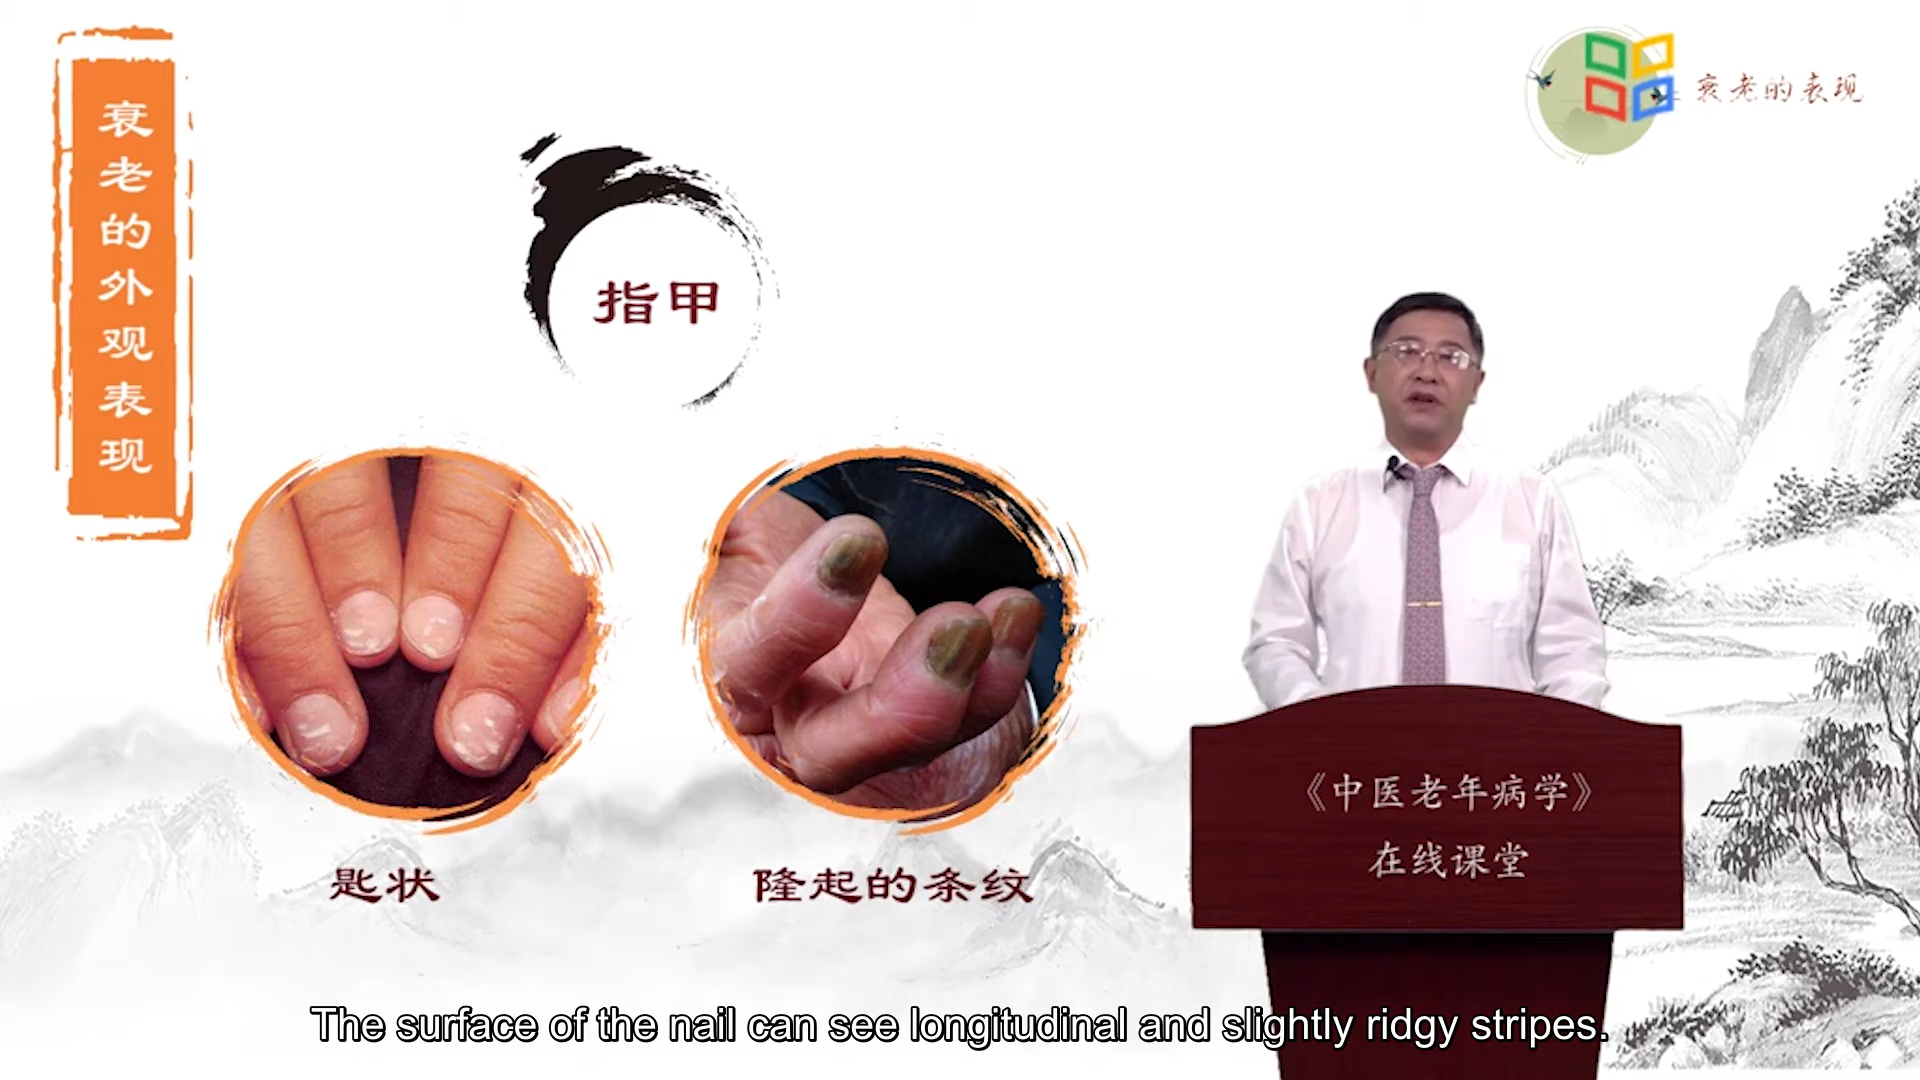 衰老的外观表现
衰老的表现
指甲
匙状
隆起的条纹
《中医老年病学》
在线课堂
The surface of the nail can see longitudinal and slightly ridgy stripes.